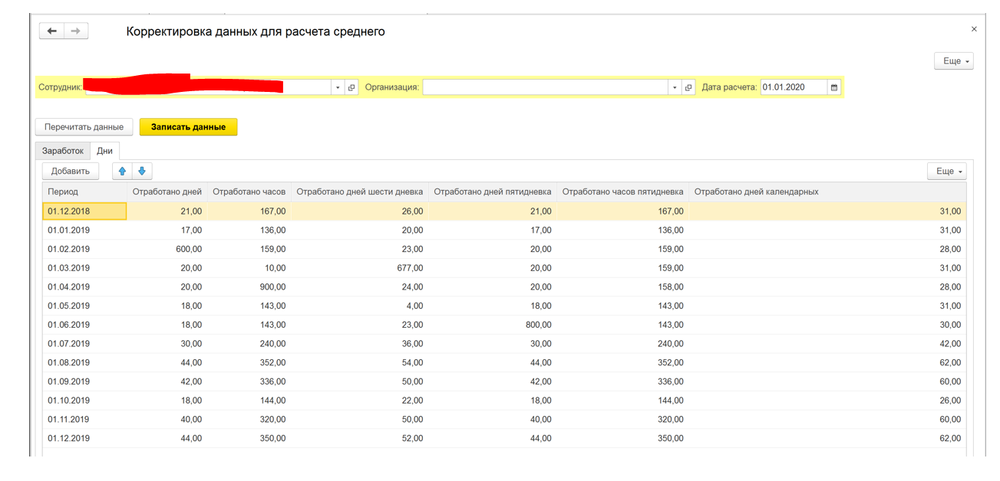 Корректировка данных для расчета среднего
Еще
Сотрудник: Организация: Дата расчета: 01.01.2020
Перечитать данные Записать данные
Заработок Дни
Добавить Еще
Период Отработано дней Отработано часов Отработано дней шести дневка Отработано дней пятидневка Отработано часов пятидневка Отработано дней календарных
01.12.2018 21,00 167,00 26,00 21,00 167,00 31,00
01.01.2019 17,00 136,00 20,00 17,00 136,00 31,00
01.02.2019 600,00 159,00 23,00 20,00 159,00 28,00
01.03.2019 20,00 10,00 677,00 20,00 159,00 31,00
01.04.2019 20,00 900,00 24,00 20,00 158,00 28,00
01.05.2019 18,00 143,00 4,00 18,00 143,00 31,00
01.06.2019 18,00 143,00 23,00 800,00 143,00 30,00
01.07.2019 30,00 240,00 36,00 30,00 240,00 42,00
01.08.2019 44,00 352,00 54,00 44,00 352,00 62,00
01.09.2019 42,00 336,00 50,00 42,00 336,00 60,00
01.10.2019 18,00 144,00 22,00 18,00 144,00 26,00
01.11.2019 40,00 320,00 50,00 40,00 320,00 60,00
01.12.2019 44,00 350,00 52,00 44,00 350,00 62,00